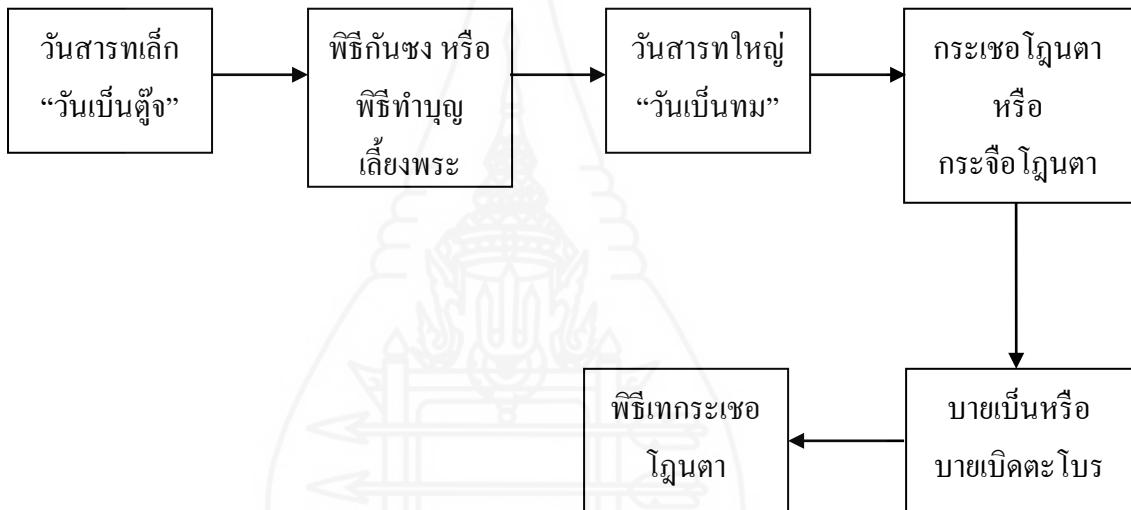 วันสารทเล็ก
“วันเบ็นตู๊จ”
พิธีกันซง หรือ
พิธีทำบุญ
เลี้ยงพระ
วันสารทใหญ่
“วันเบ็นทม”
กระเชอโฎนตา
หรือ
กระจือโฎนตา
บายเบ็นหรือ
บายเบิดตะโบร
พิธีเทกระเชอ
โฎนตา